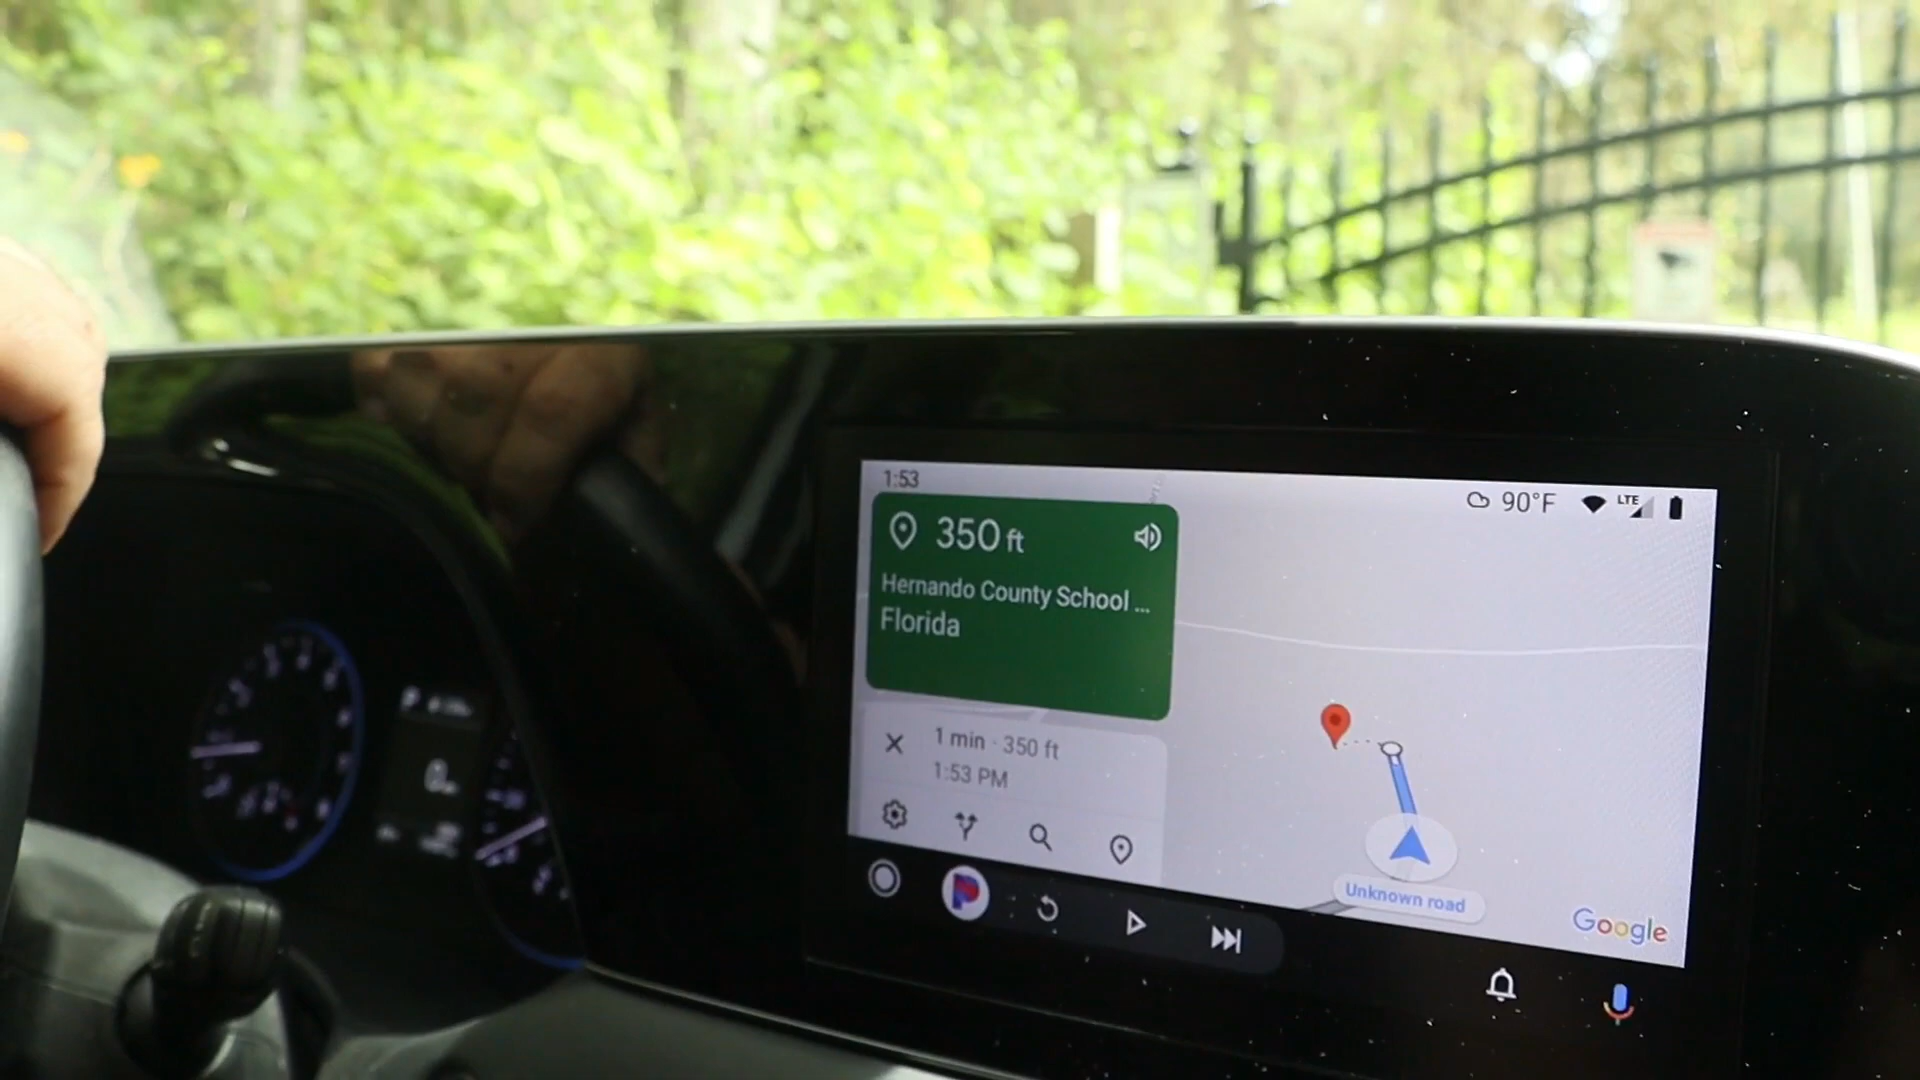 1:53
90°F
LTE
350 ft
Hernando County School ...
Florida
1 min · 350 ft
1:53 PM
Unknown road
Google
P
0